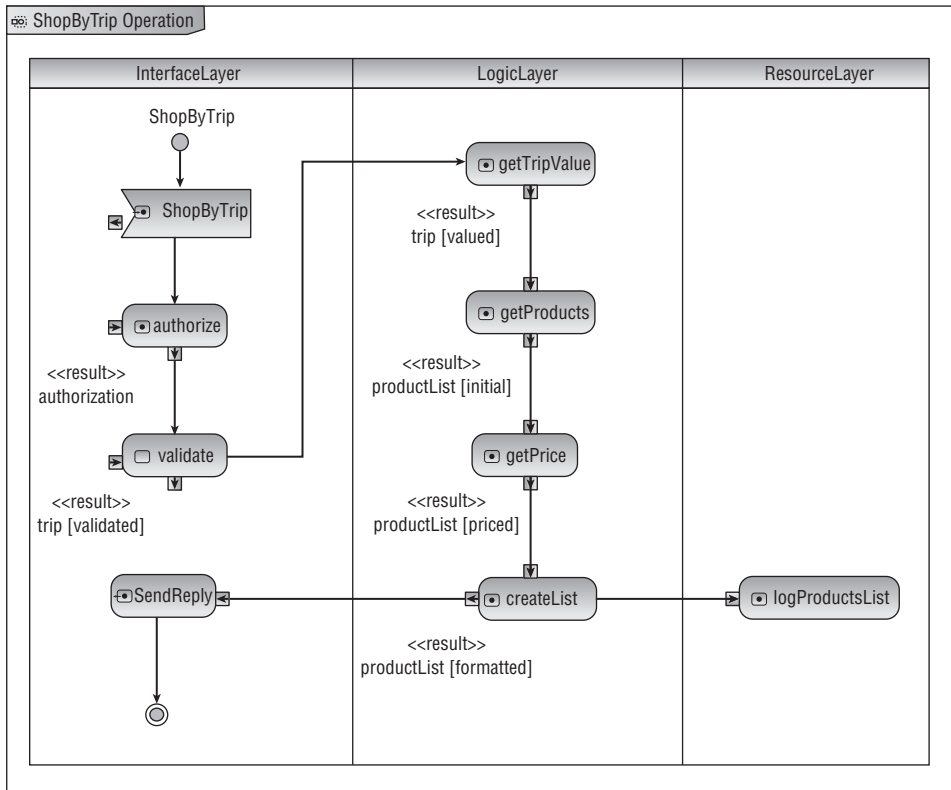 ShopByTrip Operation
InterfaceLayer
LogicLayer
ResourceLayer
ShopByTrip
ShopByTrip
authorize
<<result>>
authorization
validate
<<result>>
trip [validated]
SendReply
getTripValue
<<result>>
trip [valued]
getProducts
<<result>>
productList [initial]
getPrice
<<result>>
productList [priced]
createList
<<result>>
productList [formatted]
logProductsList